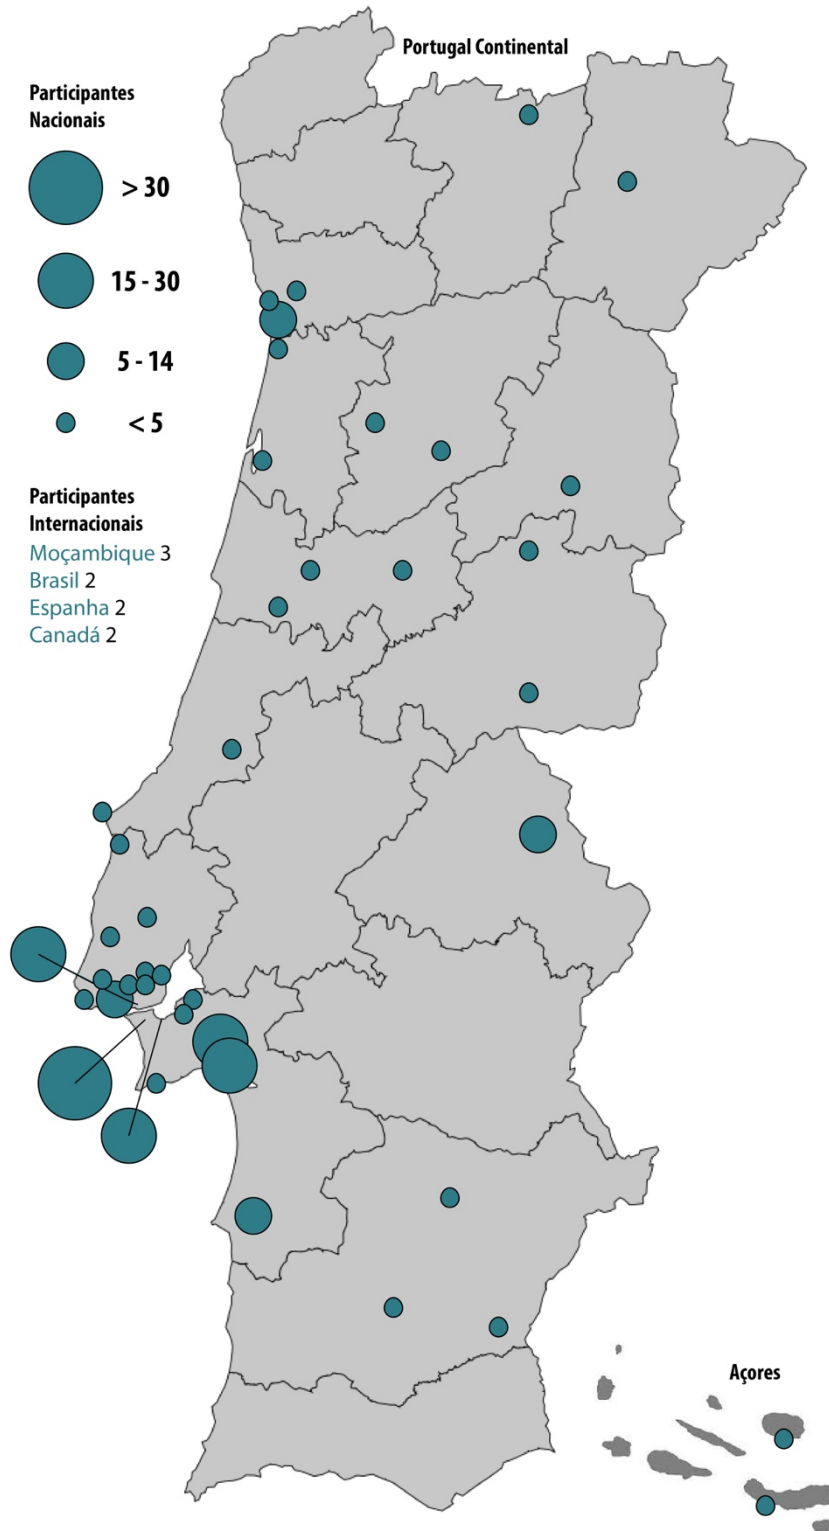 Portugal Continental
Participantes
Nacionais
> 30
15 - 30
5 - 14
< 5
Participantes
Internacionais
Moçambique 3
Brasil 2
Espanha 2
Canadá 2
Açores